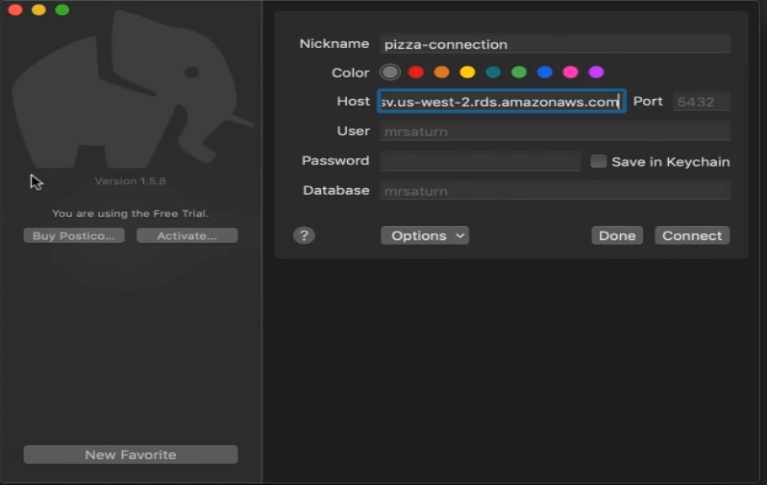 Nickname pizza-connection
Color
Host sv.us-west-2.rds.amazonaws.com Port 5432
User mrsaturn
Password Save in Keychain
Database mrsaturn
? Options Done Connect
Version 1.5.8
You are using the Free Trial.
Buy Postico... Activate...
New Favorite